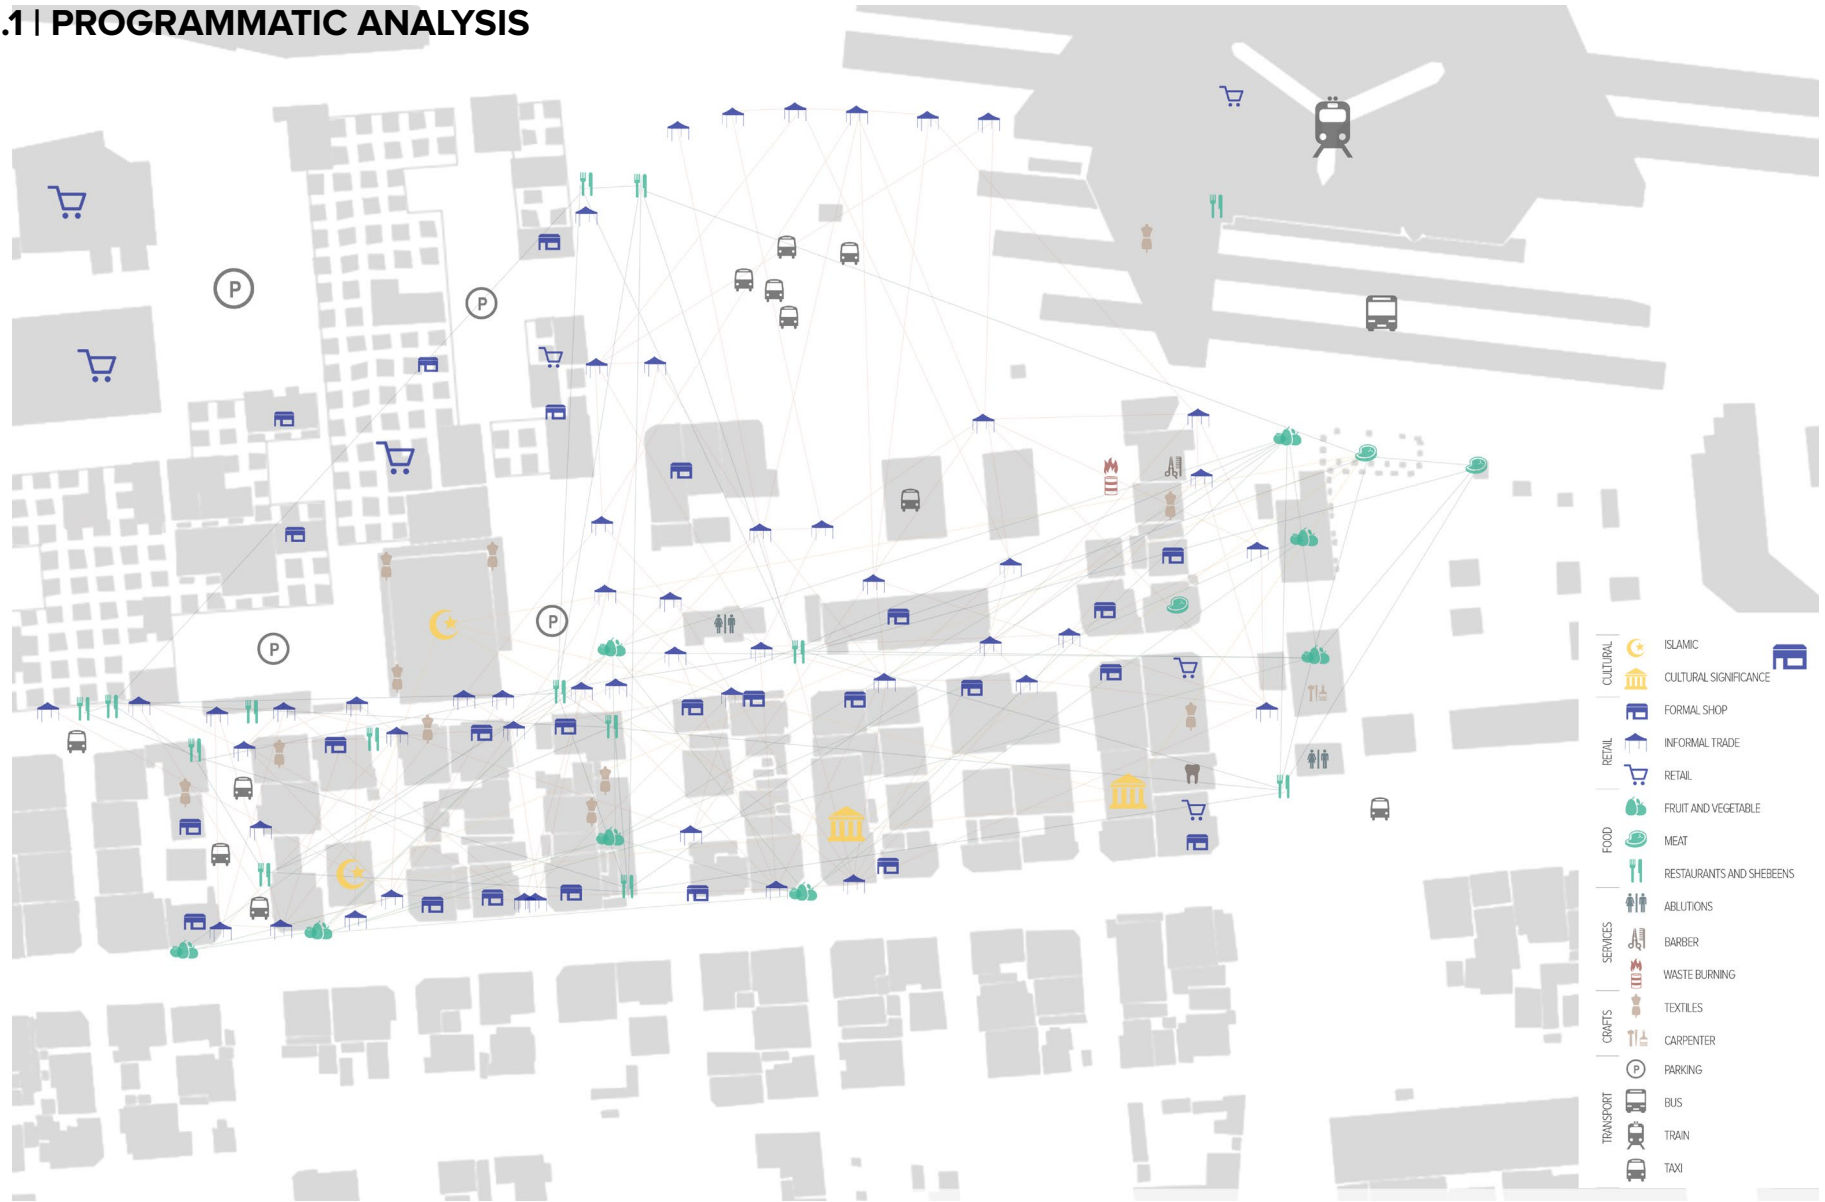 .1 | PROGRAMMATIC ANALYSIS
P
P
P
P
CULTURAL
ISLAMIC
CULTURAL SIGNIFICANCE
RETAIL
FORMAL SHOP
INFORMAL TRADE
RETAIL
FOOD
FRUIT AND VEGETABLE
MEAT
RESTAURANTS AND SHEBEENS
SERVICES
ABLUTIONS
BARBER
WASTE BURNING
CRAFTS
TEXTILES
CARPENTER
TRANSPORT
P
PARKING
BUS
TRAIN
TAXI